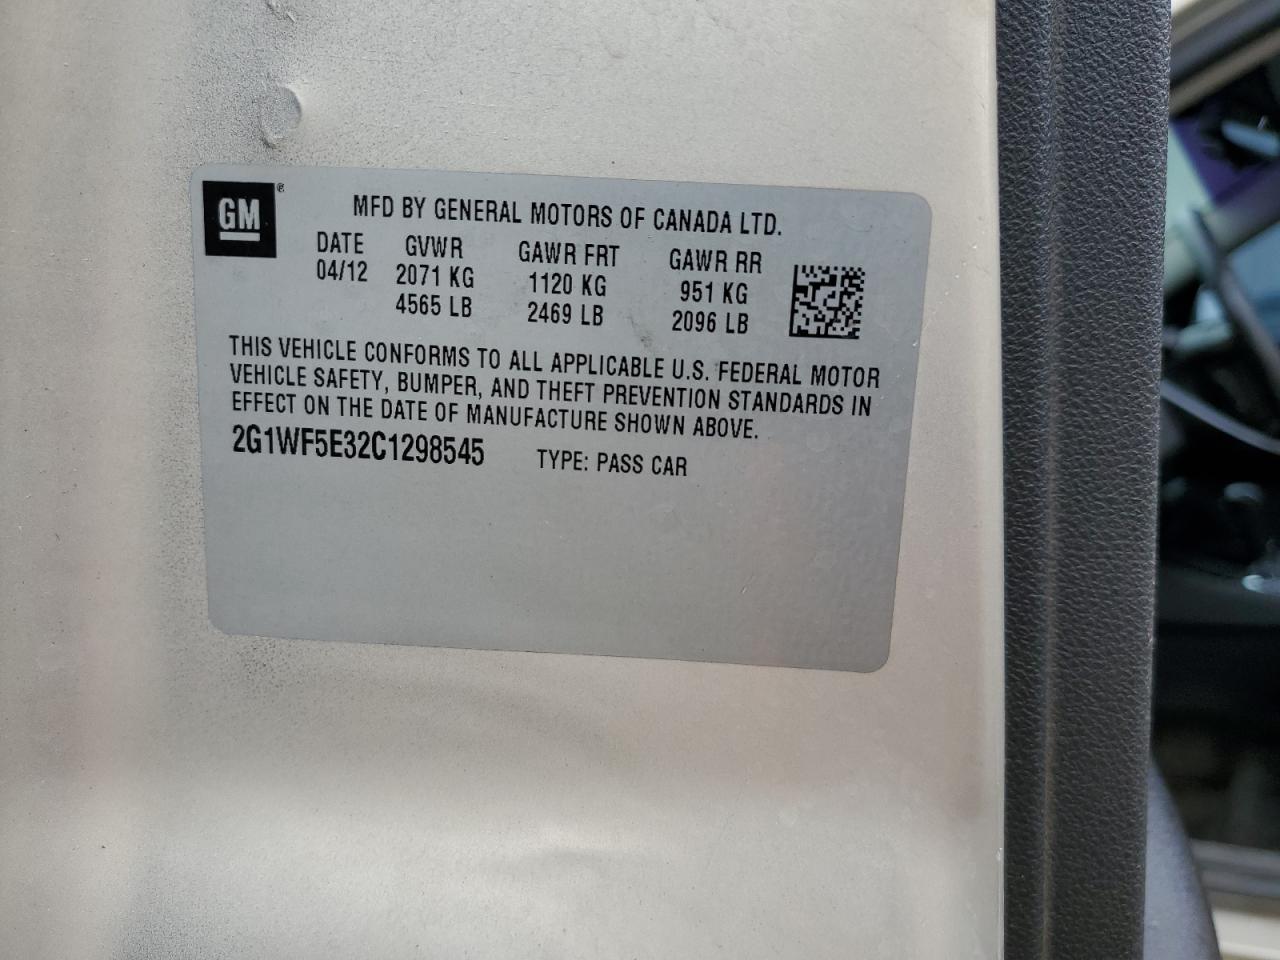 GM ®
MFD BY GENERAL MOTORS OF CANADA LTD.
DATE GVWR GAWR FRT GAWR RR
04/12 2071 KG 1120 KG 951 KG
4565 LB 2469 LB 2096 LB
THIS VEHICLE CONFORMS TO ALL APPLICABLE U.S. FEDERAL MOTOR
VEHICLE SAFETY, BUMPER, AND THEFT PREVENTION STANDARDS IN
EFFECT ON THE DATE OF MANUFACTURE SHOWN ABOVE.
2G1WF5E32C1298545 TYPE: PASS CAR